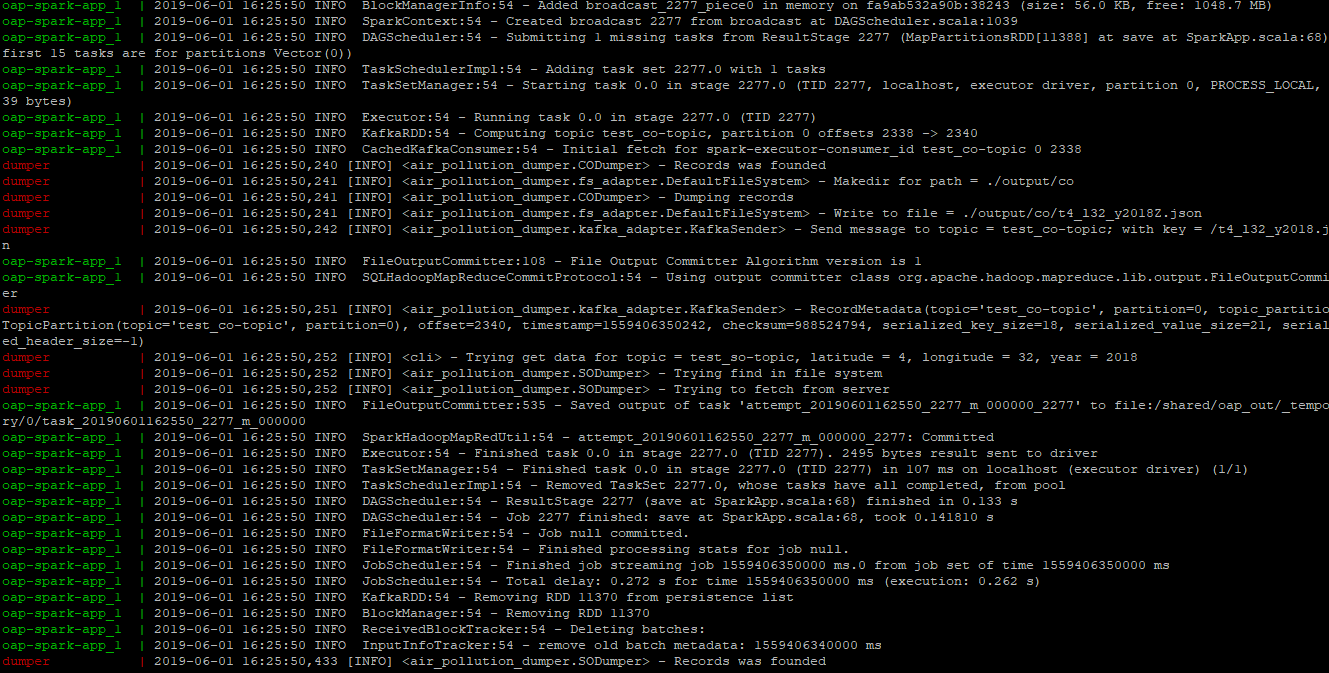 oap-spark-app_1  | 2019-06-01 16:25:50 INFO  BlockManagerInfo:54 - Added broadcast_2277_piece0 in memory on fa9ab532a90b:38243 (size: 56.0 KB, free: 1048.7 MB)
oap-spark-app_1  | 2019-06-01 16:25:50 INFO  SparkContext:54 - Created broadcast 2277 from broadcast at DAGScheduler.scala:1039
oap-spark-app_1  | 2019-06-01 16:25:50 INFO  DAGScheduler:54 - Submitting 1 missing tasks from ResultStage 2277 (MapPartitionsRDD[11388] at save at SparkApp.scala:68)
first 15 tasks are for partitions Vector(0))
oap-spark-app_1  | 2019-06-01 16:25:50 INFO  TaskSchedulerImpl:54 - Adding task set 2277.0 with 1 tasks
oap-spark-app_1  | 2019-06-01 16:25:50 INFO  TaskSetManager:54 - Starting task 0.0 in stage 2277.0 (TID 2277, localhost, executor driver, partition 0, PROCESS_LOCAL,
39 bytes)
oap-spark-app_1  | 2019-06-01 16:25:50 INFO  Executor:54 - Running task 0.0 in stage 2277.0 (TID 2277)
oap-spark-app_1  | 2019-06-01 16:25:50 INFO  KafkaRDD:54 - Computing topic test_co-topic, partition 0 offsets 2338 -> 2340
oap-spark-app_1  | 2019-06-01 16:25:50 INFO  CachedKafkaConsumer:54 - Initial fetch for spark-executor-consumer_id test_co-topic 0 2338
dumper           | 2019-06-01 16:25:50,240 [INFO] <air_pollution_dumper.CODumper> - Records was founded
dumper           | 2019-06-01 16:25:50,241 [INFO] <air_pollution_dumper.fs_adapter.DefaultFileSystem> - Makedir for path = ./output/co
dumper           | 2019-06-01 16:25:50,241 [INFO] <air_pollution_dumper.CODumper> - Dumping records
dumper           | 2019-06-01 16:25:50,241 [INFO] <air_pollution_dumper.fs_adapter.DefaultFileSystem> - Write to file = ./output/co/t4_l32_y2018Z.json
dumper           | 2019-06-01 16:25:50,242 [INFO] <air_pollution_dumper.kafka_adapter.KafkaSender> - Send message to topic = test_co-topic; with key = /t4_l32_y2018.j
n
oap-spark-app_1  | 2019-06-01 16:25:50 INFO  FileOutputCommitter:108 - File Output Committer Algorithm version is 1
oap-spark-app_1  | 2019-06-01 16:25:50 INFO  SQLHadoopMapReduceCommitProtocol:54 - Using output committer class org.apache.hadoop.mapreduce.lib.output.FileOutputCommi
er
dumper           | 2019-06-01 16:25:50,251 [INFO] <air_pollution_dumper.kafka_adapter.KafkaSender> - RecordMetadata(topic='test_co-topic', partition=0, topic_partitio
TopicPartition(topic='test_co-topic', partition=0), offset=2340, timestamp=1559406350242, checksum=988524794, serialized_key_size=18, serialized_value_size=21, serial
ed_header_size=-1)
dumper           | 2019-06-01 16:25:50,252 [INFO] <cli> - Trying get data for topic = test_so-topic, latitude = 4, longitude = 32, year = 2018
dumper           | 2019-06-01 16:25:50,252 [INFO] <air_pollution_dumper.SODumper> - Trying find in file system
dumper           | 2019-06-01 16:25:50,252 [INFO] <air_pollution_dumper.SODumper> - Trying to fetch from server
oap-spark-app_1  | 2019-06-01 16:25:50 INFO  FileOutputCommitter:535 - Saved output of task 'attempt_20190601162550_2277_m_000000_2277' to file:/shared/oap_out/_tempo
ry/0/task_20190601162550_2277_m_000000
oap-spark-app_1  | 2019-06-01 16:25:50 INFO  SparkHadoopMapRedUtil:54 - attempt_20190601162550_2277_m_000000_2277: Committed
oap-spark-app_1  | 2019-06-01 16:25:50 INFO  Executor:54 - Finished task 0.0 in stage 2277.0 (TID 2277). 2495 bytes result sent to driver
oap-spark-app_1  | 2019-06-01 16:25:50 INFO  TaskSetManager:54 - Finished task 0.0 in stage 2277.0 (TID 2277) in 107 ms on localhost (executor driver) (1/1)
oap-spark-app_1  | 2019-06-01 16:25:50 INFO  TaskSchedulerImpl:54 - Removed TaskSet 2277.0, whose tasks have all completed, from pool
oap-spark-app_1  | 2019-06-01 16:25:50 INFO  DAGScheduler:54 - ResultStage 2277 (save at SparkApp.scala:68) finished in 0.133 s
oap-spark-app_1  | 2019-06-01 16:25:50 INFO  DAGScheduler:54 - Job 2277 finished: save at SparkApp.scala:68, took 0.141810 s
oap-spark-app_1  | 2019-06-01 16:25:50 INFO  FileFormatWriter:54 - Job null committed.
oap-spark-app_1  | 2019-06-01 16:25:50 INFO  FileFormatWriter:54 - Finished processing stats for job null.
oap-spark-app_1  | 2019-06-01 16:25:50 INFO  JobScheduler:54 - Finished job streaming job 1559406350000 ms.0 from job set of time 1559406350000 ms
oap-spark-app_1  | 2019-06-01 16:25:50 INFO  JobScheduler:54 - Total delay: 0.272 s for time 1559406350000 ms (execution: 0.262 s)
oap-spark-app_1  | 2019-06-01 16:25:50 INFO  KafkaRDD:54 - Removing RDD 11370 from persistence list
oap-spark-app_1  | 2019-06-01 16:25:50 INFO  BlockManager:54 - Removing RDD 11370
oap-spark-app_1  | 2019-06-01 16:25:50 INFO  ReceivedBlockTracker:54 - Deleting batches:
oap-spark-app_1  | 2019-06-01 16:25:50 INFO  InputInfoTracker:54 - remove old batch metadata: 1559406340000 ms
dumper           | 2019-06-01 16:25:50,433 [INFO] <air_pollution_dumper.SODumper> - Records was founded